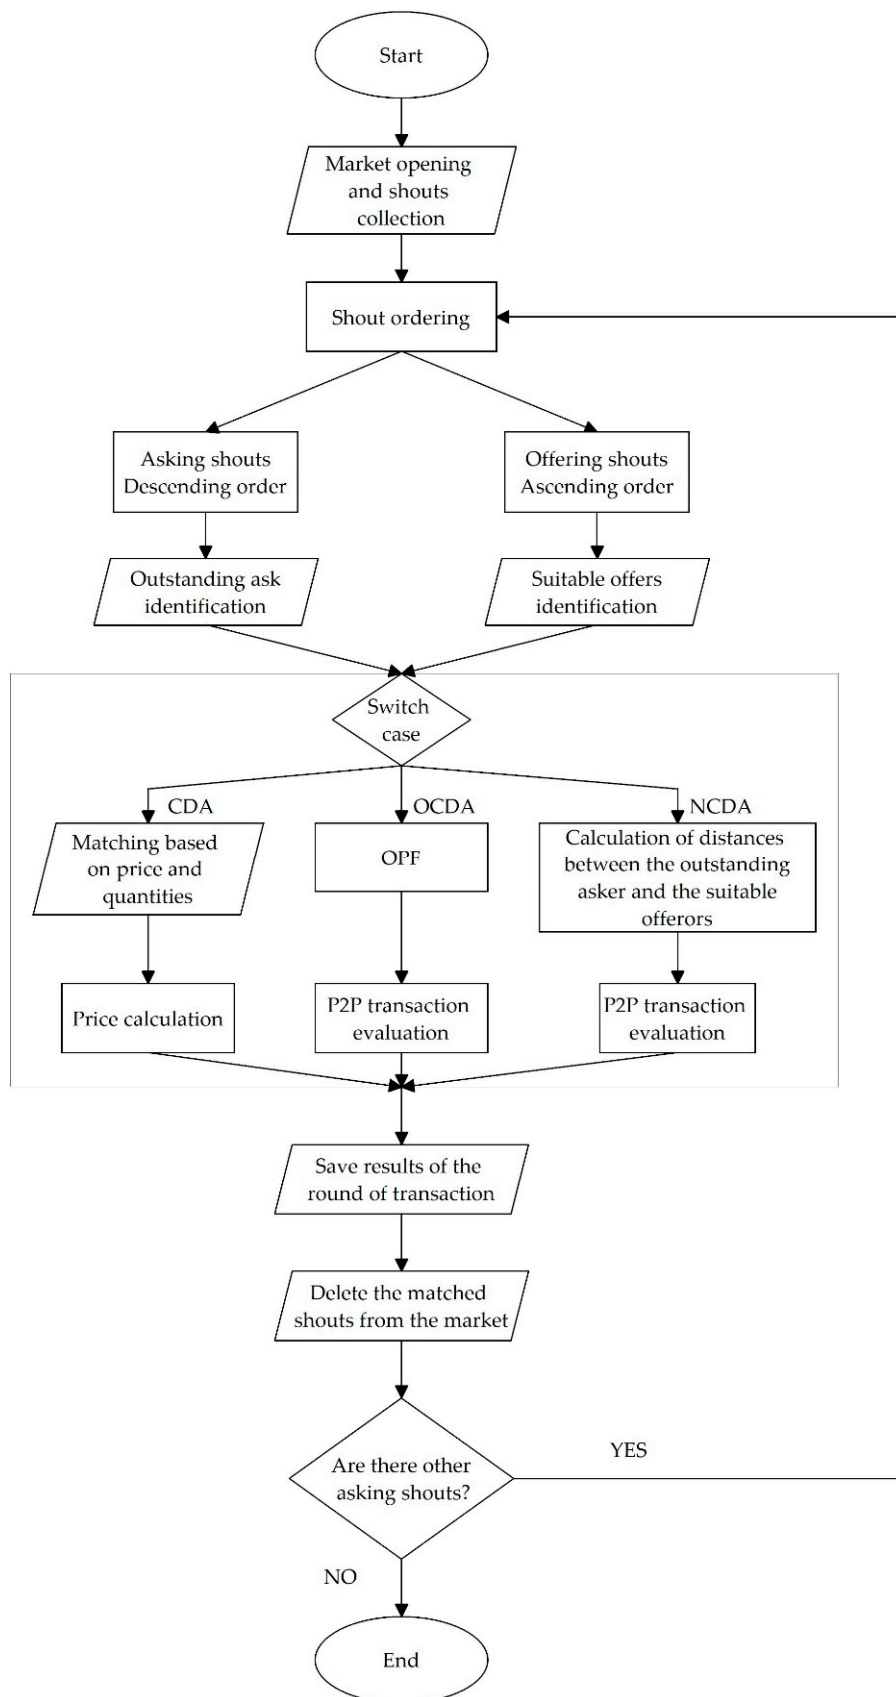 Start
Market opening
and shouts
collection
Shout ordering
Asking shouts
Descending order
Offering shouts
Ascending order
Outstanding ask
identification
Suitable offers
identification
Switch
case
CDA
OCDA
NCDA
Matching based
on price and
quantities
OPF
Calculation of distances
between the outstanding
asker and the suitable
offerors
Price calculation
P2P transaction
evaluation
P2P transaction
evaluation
Save results of the
round of transaction
Delete the matched
shouts from the market
Are there other
asking shouts?
YES
NO
End